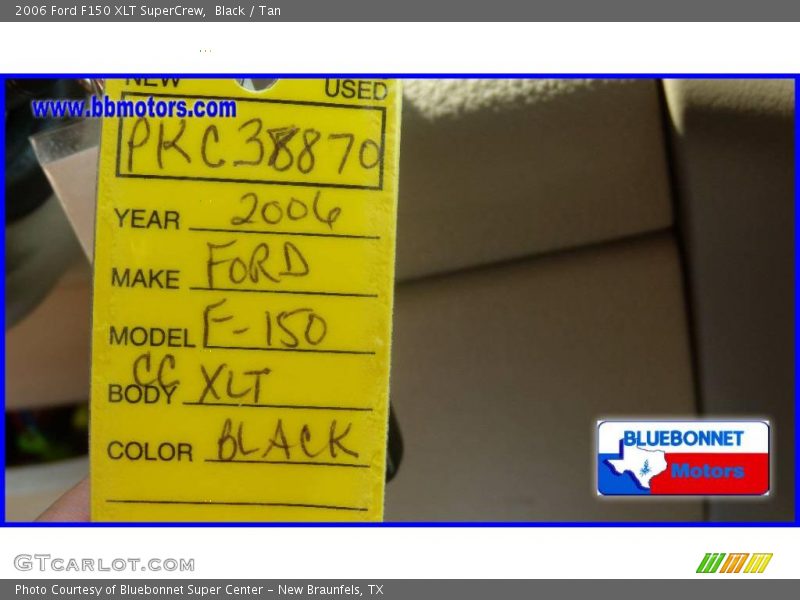 2006 Ford F150 XLT SuperCrew,  Black / Tan
...
NEW USED
www.bbmotors.com
PKC38870
YEAR 2006
MAKE FORD
MODEL F-150
CC
BODY XLT
COLOR BLACK
BLUEBONNET
Motors
GTCARLOT.COM
Photo Courtesy of Bluebonnet Super Center - New Braunfels, TX